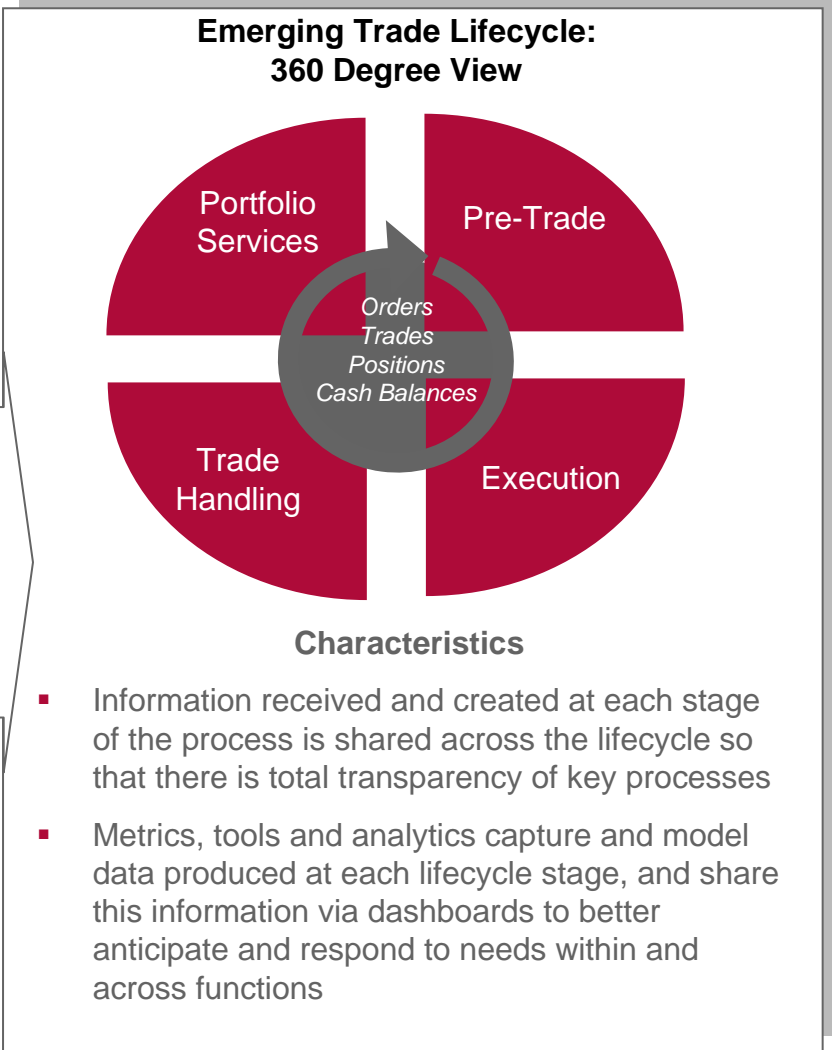 Emerging Trade Lifecycle:
360 Degree View
Portfolio
Services
Pre-Trade
Orders
Trades
Positions
Cash Balances
Trade
Handling
Execution
Characteristics
▪ Information received and created at each stage
of the process is shared across the lifecycle so
that there is total transparency of key processes
▪ Metrics, tools and analytics capture and model
data produced at each lifecycle stage, and share
this information via dashboards to better
anticipate and respond to needs within and
across functions